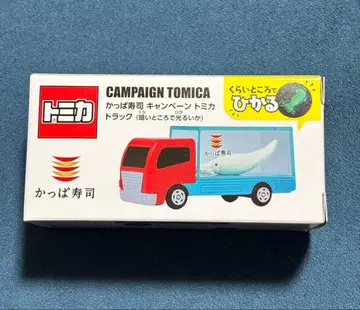 トミカ
CAMPAIGN TOMICA
かっぱ寿司 キャンペーン トミカ
トラック (暗いところで光るいか)
くらいところで
ひかる
かっぱ寿司
かっぱ寿司